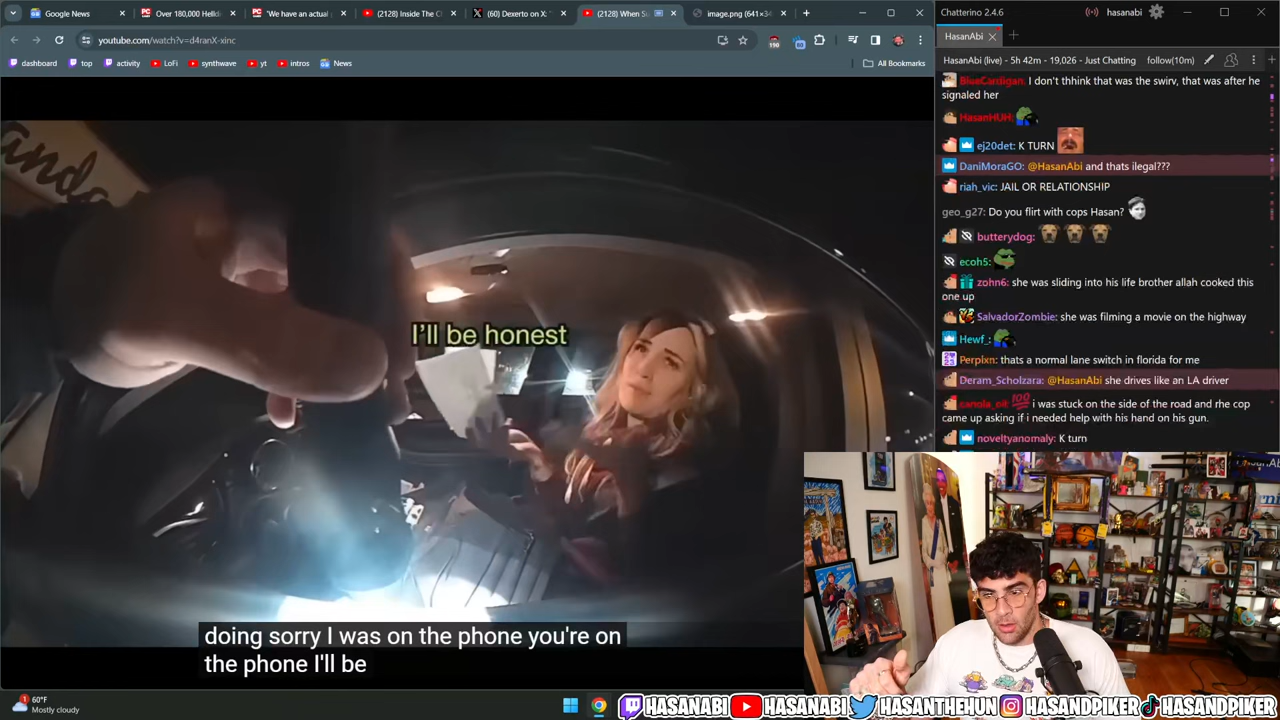 Google News
Over 180,000 Helldi
"We have an actual g
(2128) Inside The C
(60) Dexerto on X: "
(2128) When S
image.png (641×34
youtube.com/watch?v=d4ranX-xinc
190
dashboard
top
activity
LoFi
synthwave
yt
intros
News
All Bookmarks
I'll be honest
doing sorry I was on the phone you're on
the phone I'll be
1
60°F
Mostly cloudy
Chatterino 2.4.6
hasanabi
HasanAbi
HasanAbi (live) - 5h 42m - 19,026 - Just Chatting
follow(10m)
BlueCardigan: I don't thhink that was the swirv, that was after he
signaled her
HasanHUH:
ej20det: K TURN
DaniMoraGO: @HasanAbi and thats ilegal???
riah_vic: JAIL OR RELATIONSHIP
geo_g27: Do you flirt with cops Hasan?
butterydog:
ecoh5:
zohn6: she was sliding into his life brother allah cooked this
one up
SalvadorZombie: she was filming a movie on the highway
Hewf_:
Perpixn: thats a normal lane switch in florida for me
Deram_Scholzara: @HasanAbi she drives like an LA driver
i was stuck on the side of the road and rhe cop
came up asking if i needed help with his hand on his gun.
noveltyanomaly: K turn
HASANABI
HASANABI
HASANTHEHUN
HASANDPIKER
HASANDPIKER